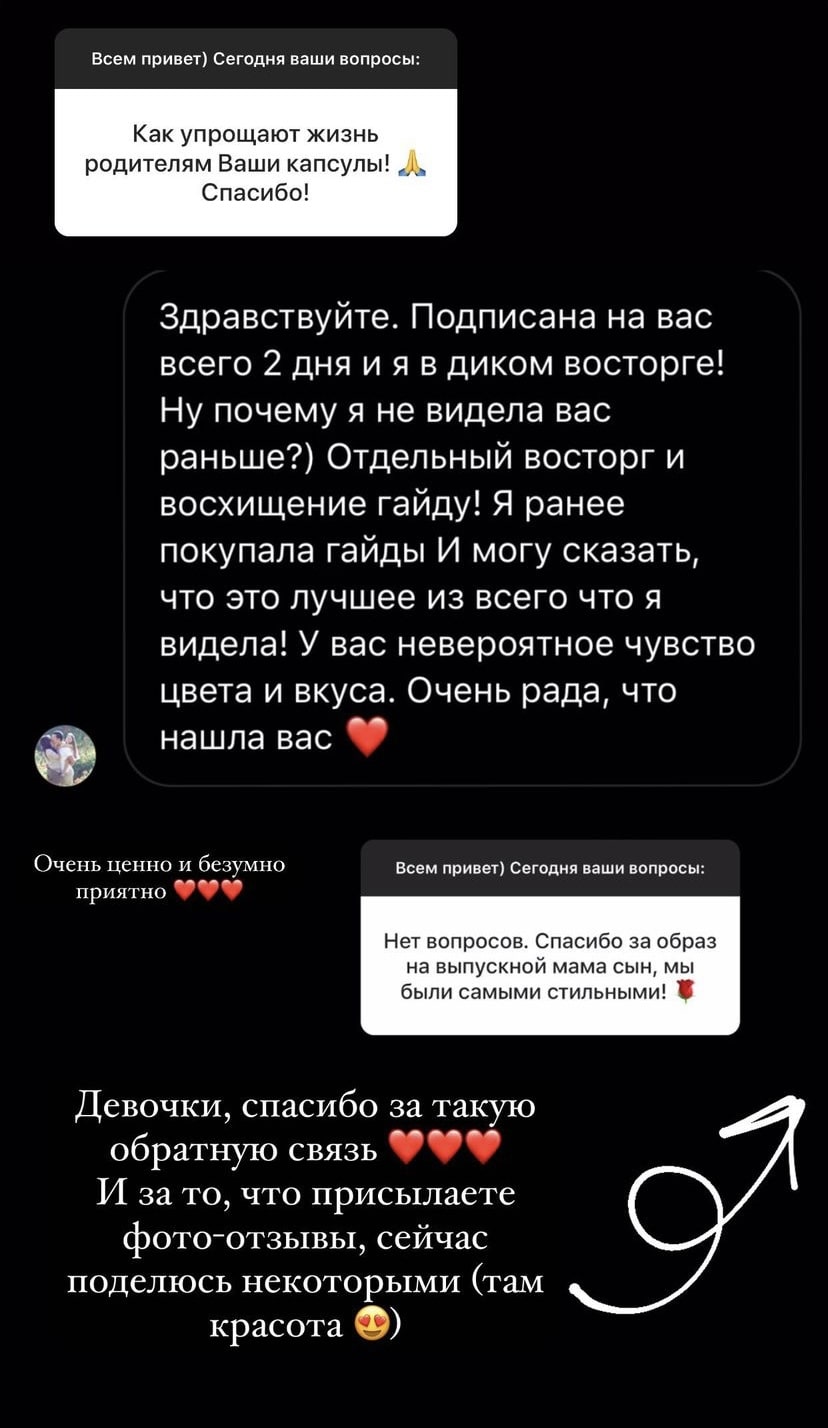 Всем привет) Сегодня ваши вопросы:
Как упрощают жизнь
родителям Ваши капсулы! 🙏
Спасибо!
Здравствуйте. Подписана на вас
всего 2 дня и я в диком восторге!
Ну почему я не видела вас
раньше?) Отдельный восторг и
восхищение гайду! Я ранее
покупала гайды И могу сказать,
что это лучшее из всего что я
видела! У вас невероятное чувство
цвета и вкуса. Очень рада, что
нашла вас ❤️
Очень ценно и безумно
приятно ❤️❤️❤️
Всем привет) Сегодня ваши вопросы:
Нет вопросов. Спасибо за образ
на выпускной мама сын, мы
были самыми стильными! 🌹
Девочки, спасибо за такую
обратную связь ❤️❤️❤️
И за то, что присылаете
фото-отзывы, сейчас
поделюсь некоторыми (там
красота 😍)